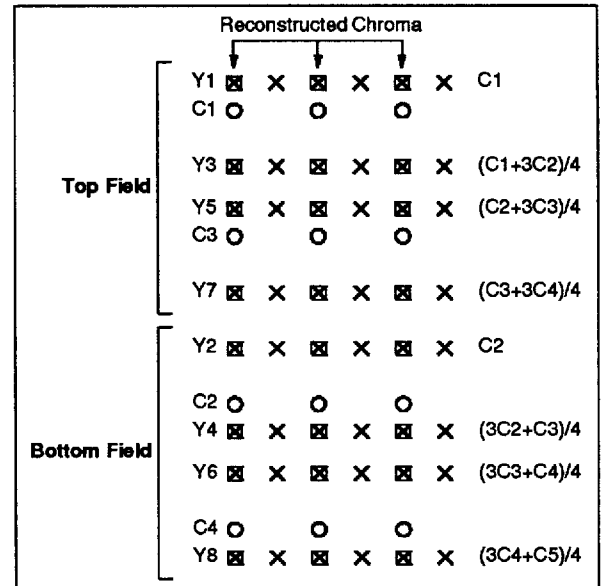 Reconstructed Chroma
Y1 C1
C1
Y3 (C1+3C2)/4
Top Field
Y5 (C2+3C3)/4
C3
Y7 (C3+3C4)/4
Y2 C2
C2
Y4 (3C2+C3)/4
Bottom Field
Y6 (3C3+C4)/4
C4
Y8 (3C4+C5)/4